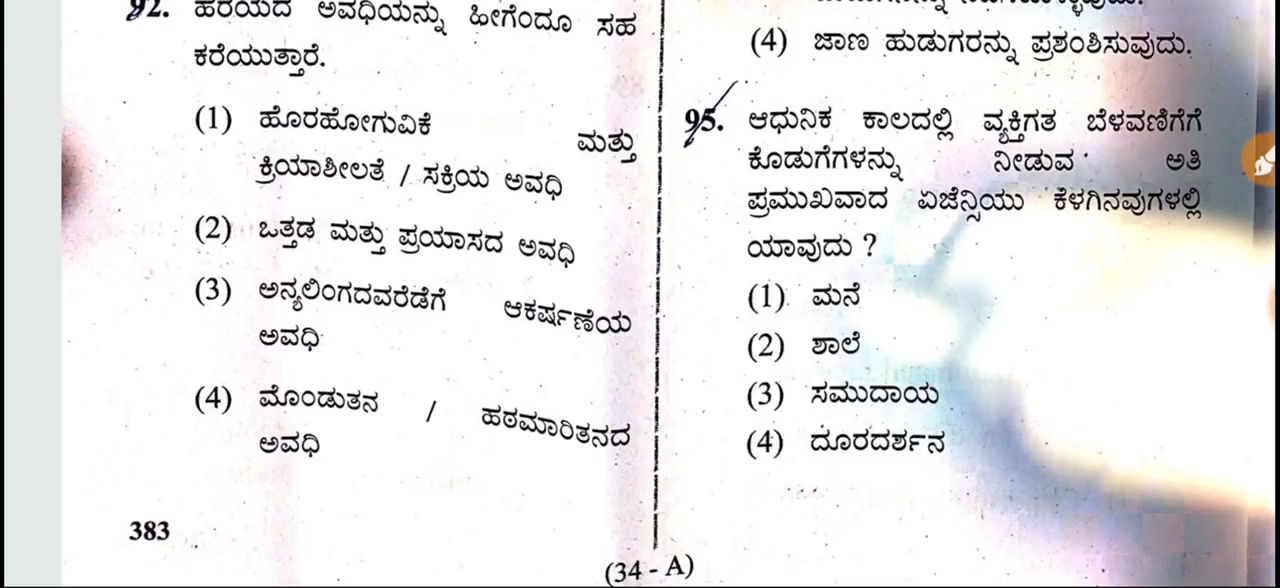 92. ಹರಯದ ಅವಧಿಯನ್ನು ಹೀಗೆಂದೂ ಸಹ
ಕರೆಯುತ್ತಾರೆ.
(1) ಹೊರಹೋಗುವಿಕೆ ಮತ್ತು
ಕ್ರಿಯಾಶೀಲತೆ / ಸಕ್ರಿಯ ಅವಧಿ
(2) ಒತ್ತಡ ಮತ್ತು ಪ್ರಯಾಸದ ಅವಧಿ
(3) ಅನ್ಯಲಿಂಗದವರೆಡೆಗೆ ಆಕರ್ಷಣೆಯ
ಅವಧಿ
(4) ಮೊಂಡುತನ / ಹಠಮಾರಿತನದ
ಅವಧಿ
383
(4) ಜಾಣ ಹುಡುಗರನ್ನು ಪ್ರಶಂಶಿಸುವುದು.
95. ಆಧುನಿಕ ಕಾಲದಲ್ಲಿ ವ್ಯಕ್ತಿಗತ ಬೆಳವಣಿಗೆಗೆ
ಕೊಡುಗೆಗಳನ್ನು ನೀಡುವ ಅತಿ
ಪ್ರಮುಖವಾದ ಏಜೆನ್ಸಿಯು ಕೆಳಗಿನವುಗಳಲ್ಲಿ
ಯಾವುದು ?
(1) ಮನೆ
(2) ಶಾಲೆ
(3) ಸಮುದಾಯ
(4) ದೂರದರ್ಶನ
(34 - A)